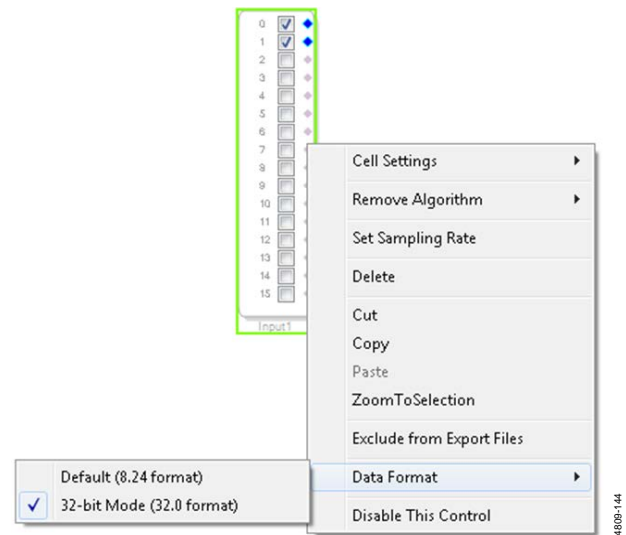 0
1
2
3
4
5
6
7
8
9
10
11
12
13
14
15
Input1
Cell Settings
Remove Algorithm
Set Sampling Rate
Delete
Cut
Copy
Paste
ZoomToSelection
Exclude from Export Files
Data Format
Disable This Control
Default (8.24 format)
32-bit Mode (32.0 format)
4809-144